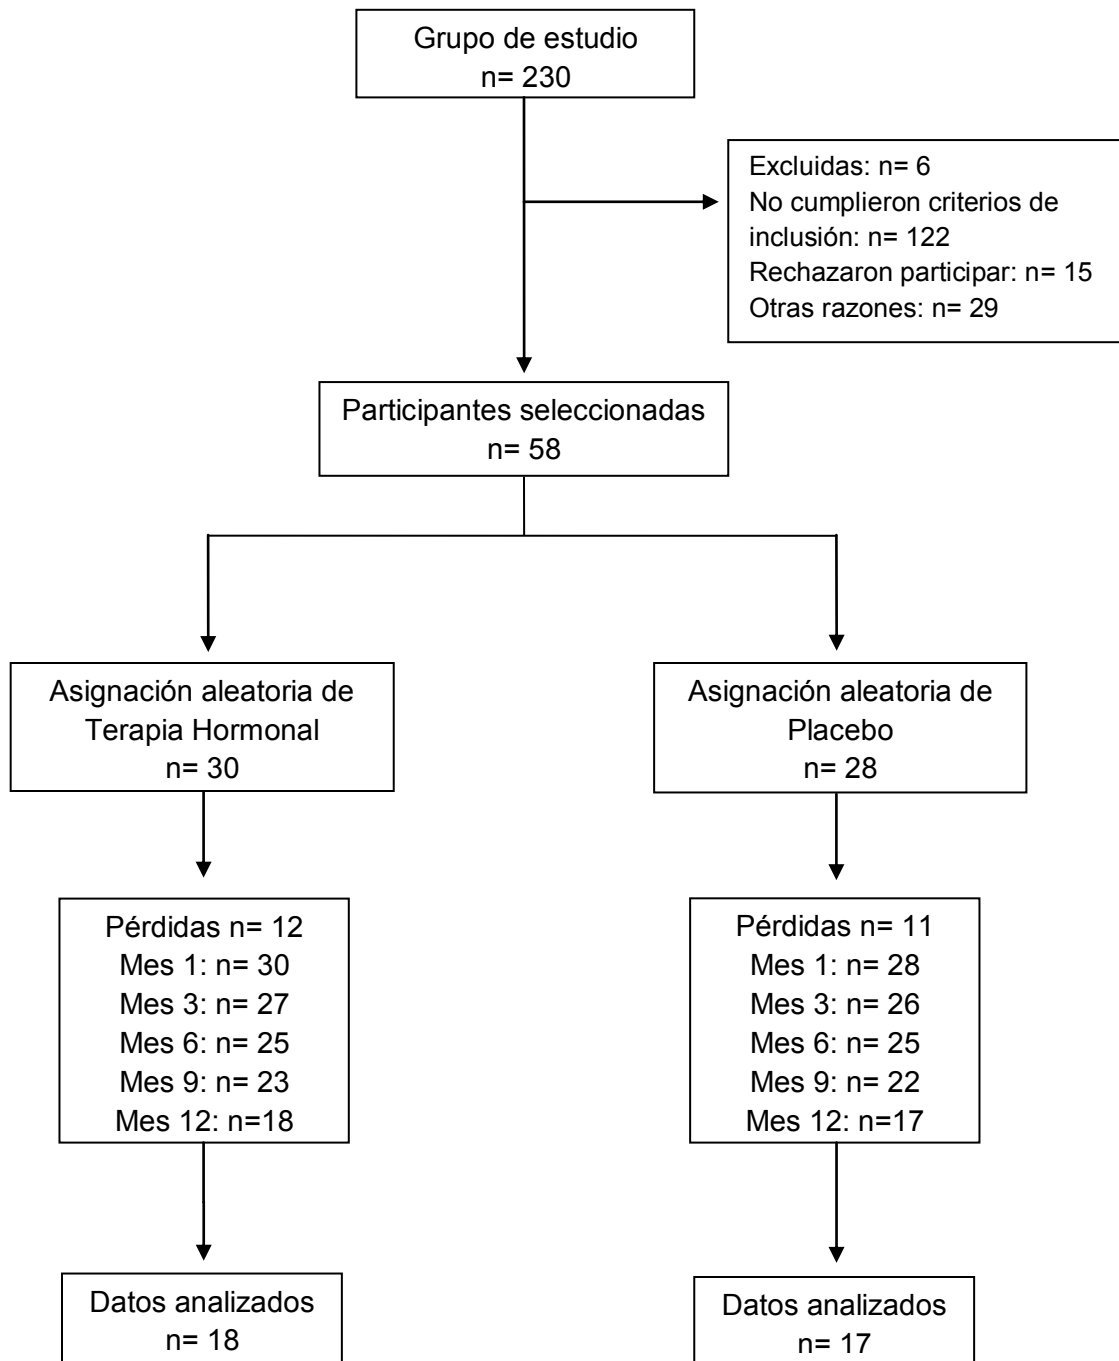 Grupo de estudio
n= 230
Excluidas: n= 6
No cumplieron criterios de
inclusión: n= 122
Rechazaron participar: n= 15
Otras razones: n= 29
Participantes seleccionadas
n= 58
Asignación aleatoria de
Terapia Hormonal
n= 30
Asignación aleatoria de
Placebo
n= 28
Pérdidas n= 12
Mes 1: n= 30
Mes 3: n= 27
Mes 6: n= 25
Mes 9: n= 23
Mes 12: n=18
Pérdidas n= 11
Mes 1: n= 28
Mes 3: n= 26
Mes 6: n= 25
Mes 9: n= 22
Mes 12: n=17
Datos analizados
n= 18
Datos analizados
n= 17